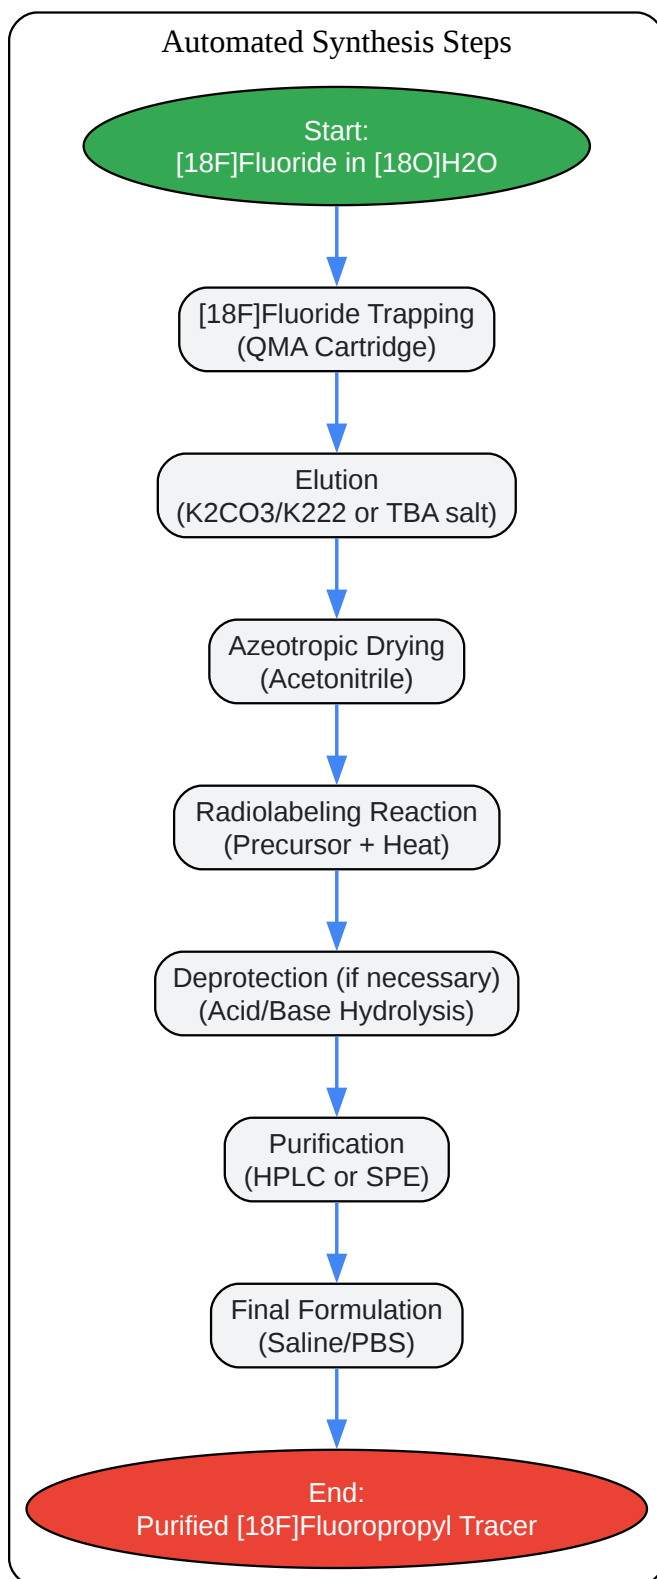 Automated Synthesis Steps
Start:
[18F]Fluoride in [18O]H2O
[18F]Fluoride Trapping
(QMA Cartridge)
Elution
(K2CO3/K222 or TBA salt)
Azeotropic Drying
(Acetonitrile)
Radiolabeling Reaction
(Precursor + Heat)
Deprotection (if necessary)
(Acid/Base Hydrolysis)
Purification
(HPLC or SPE)
Final Formulation
(Saline/PBS)
End:
Purified [18F]Fluoropropyl Tracer